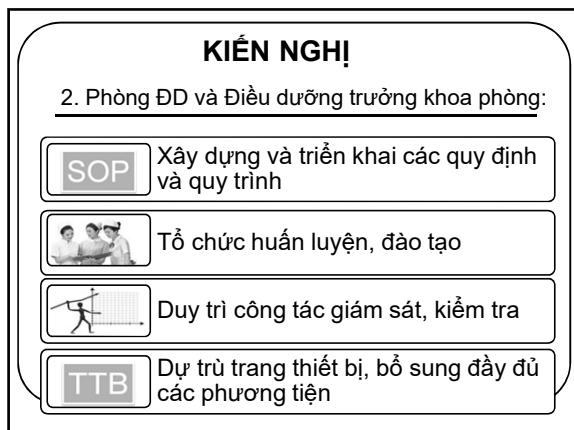 KIẾN NGHỊ
2. Phòng ĐD và Điều dưỡng trưởng khoa phòng:
SOP
Xây dựng và triển khai các quy định
và quy trình
Tổ chức huấn luyện, đào tạo
Duy trì công tác giám sát, kiểm tra
TTB
Dự trù trang thiết bị, bổ sung đầy đủ
các phương tiện